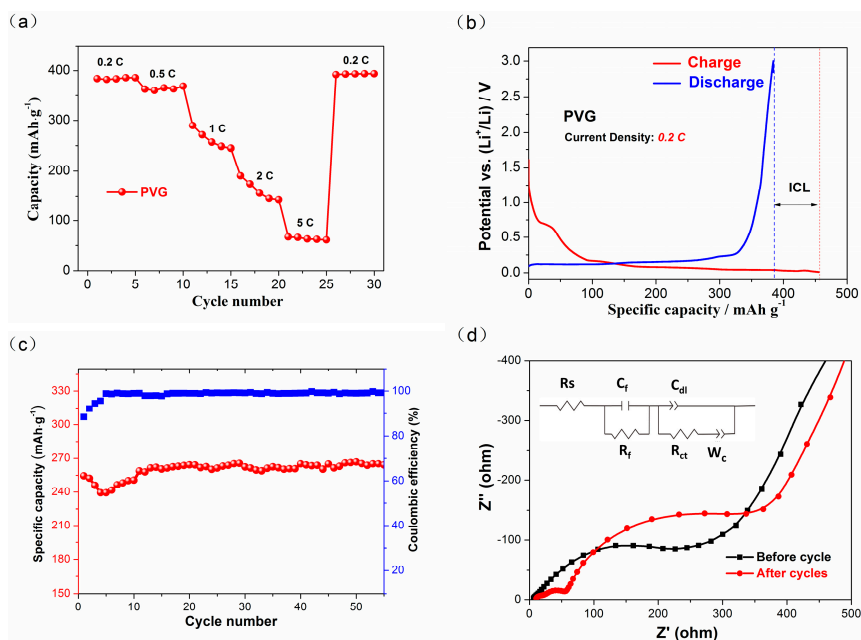 (a)
0.2 C
0.5 C
1 C
2 C
5 C
0.2 C
PVG
Capacity (mAh·g⁻¹)
400
300
200
100
0
0 5 10 15 20 25 30
Cycle number
(b)
Charge
Discharge
PVG
Current Density: 0.2 C
ICL
Potential vs. (Li⁺/Li) / V
3.0
2.5
2.0
1.5
1.0
0.5
0.0
0 100 200 300 400 500
Specific capacity / mAh g⁻¹
(c)
Specific capacity (mAh·g⁻¹)
330
300
270
240
210
180
150
Coulombic efficiency (%)
100
80
60
40
20
0 10 20 30 40 50
Cycle number
(d)
Rs
C_f
C_dl
R_f
R_ct
W_c
Before cycle
After cycles
Z'' (ohm)
-400
-300
-200
-100
0
0 100 200 300 400 500
Z' (ohm)